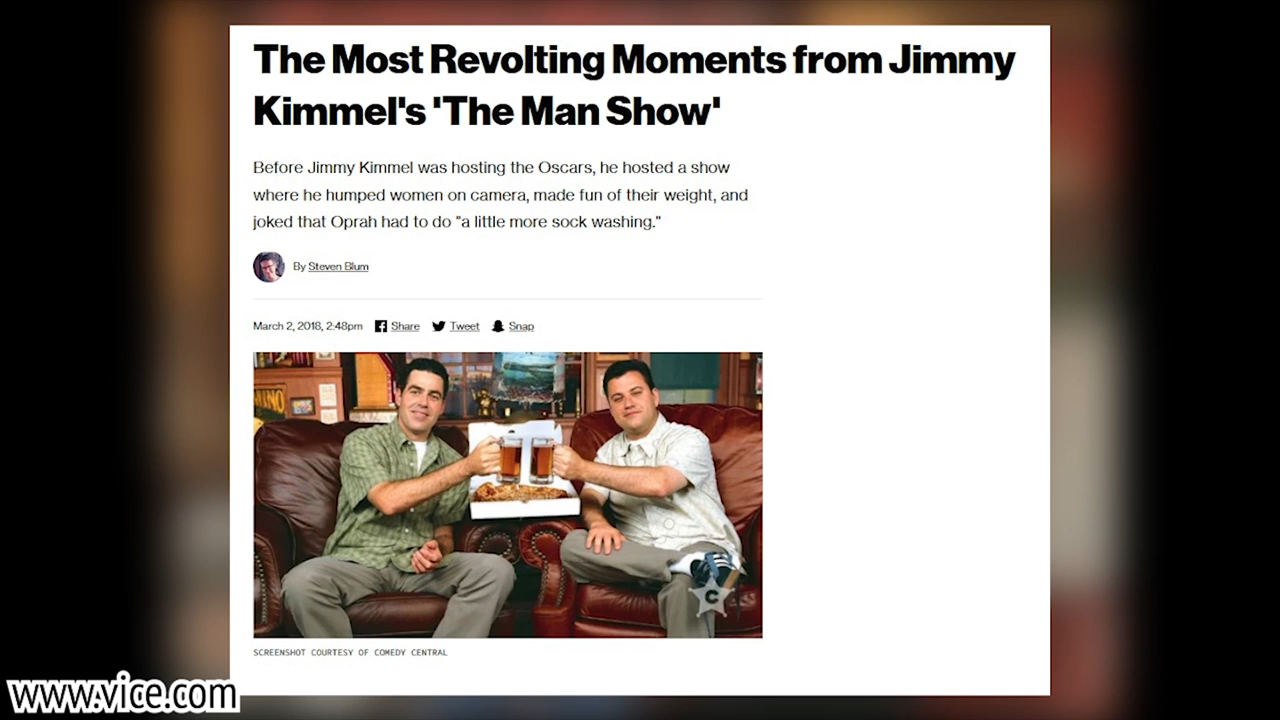 The Most Revolting Moments from Jimmy
Kimmel's 'The Man Show'
Before Jimmy Kimmel was hosting the Oscars, he hosted a show
where he humped women on camera, made fun of their weight, and
joked that Oprah had to do "a little more sock washing."
By Steven Blum
March 2, 2018, 2:48pm Share Tweet Snap
C
SCREENSHOT COURTESY OF COMEDY CENTRAL
www.vice.com